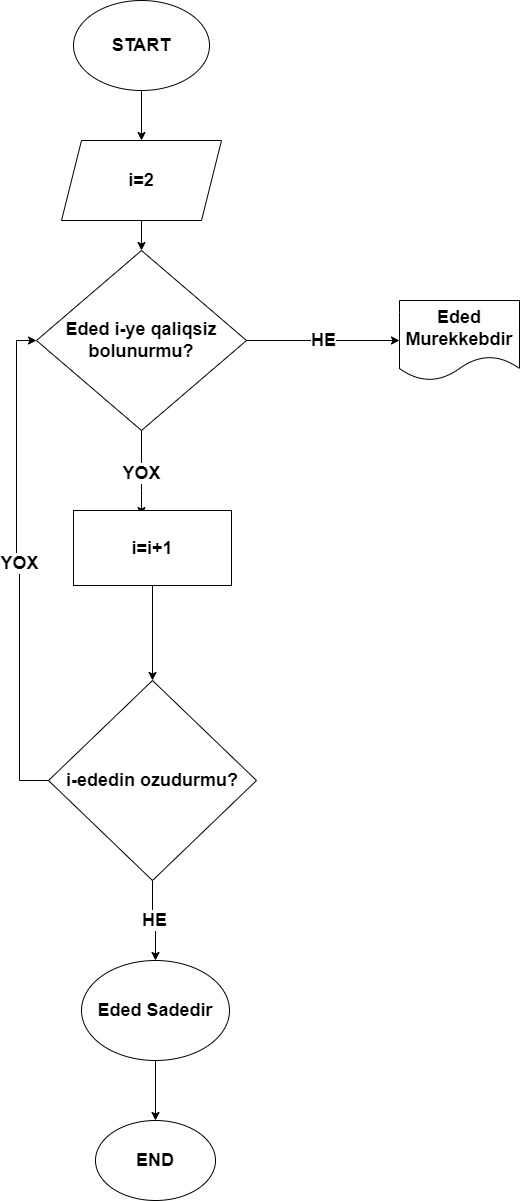 START
i=2
Eded i-ye qaliqsiz
bolunurmu?
HE
Eded
Murekkebdir
YOX
i=i+1
YOX
i-ededin ozudurmu?
HE
Eded Sadedir
END